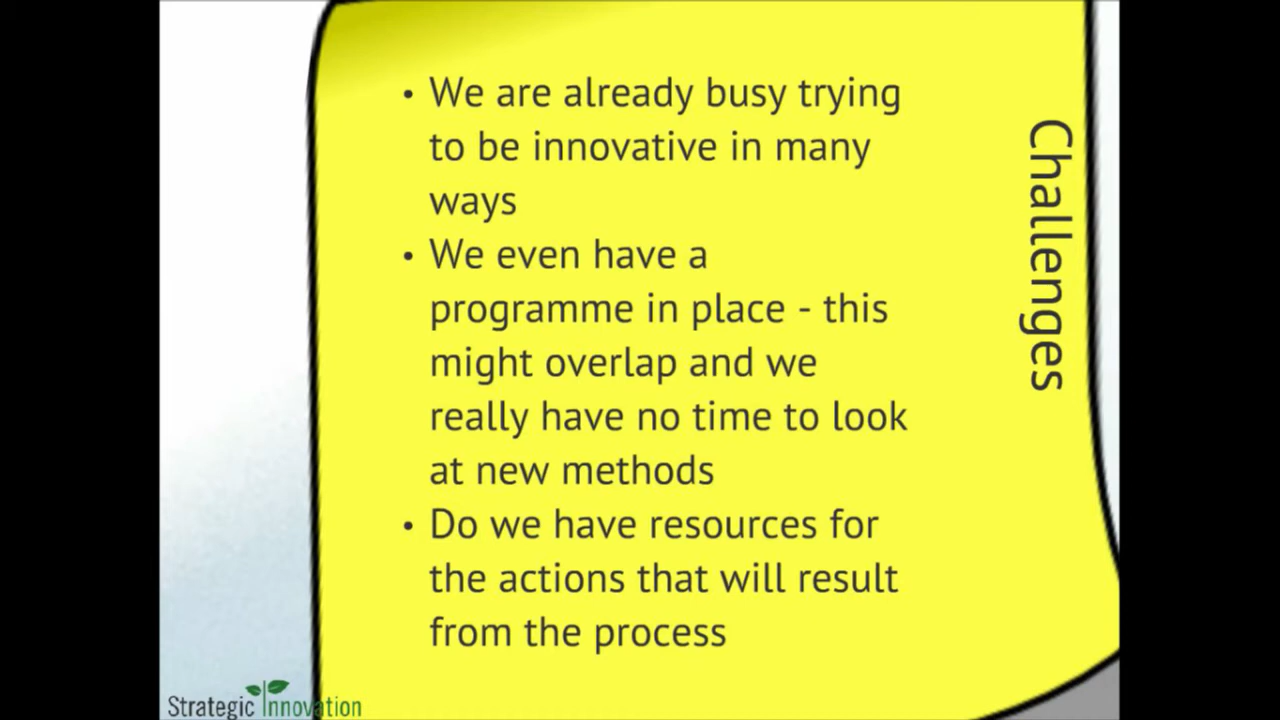 Challenges
• We are already busy trying
to be innovative in many
ways
• We even have a
programme in place - this
might overlap and we
really have no time to look
at new methods
• Do we have resources for
the actions that will result
from the process
Strategic Innovation